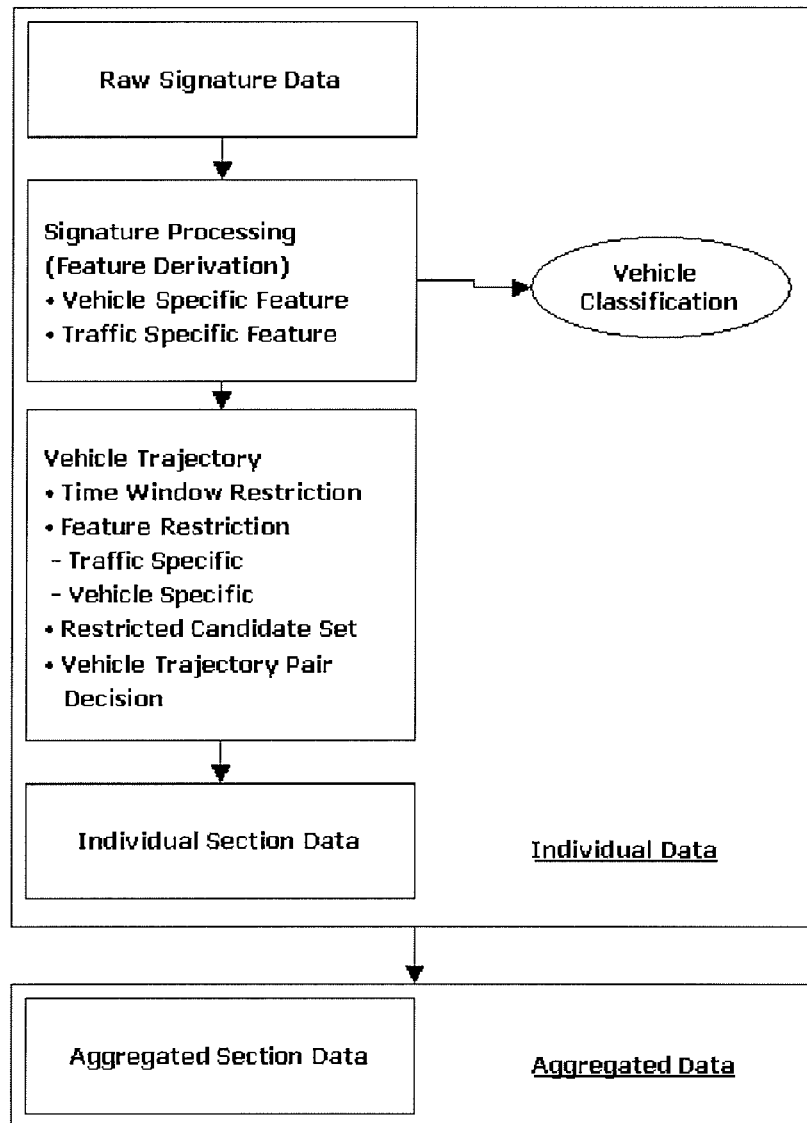 Raw Signature Data
Signature Processing
(Feature Derivation)
• Vehicle Specific Feature
• Traffic Specific Feature
Vehicle
Classification
Vehicle Trajectory
• Time Window Restriction
• Feature Restriction
- Traffic Specific
- Vehicle Specific
• Restricted Candidate Set
• Vehicle Trajectory Pair
Decision
Individual Section Data
Individual Data
Aggregated Section Data
Aggregated Data